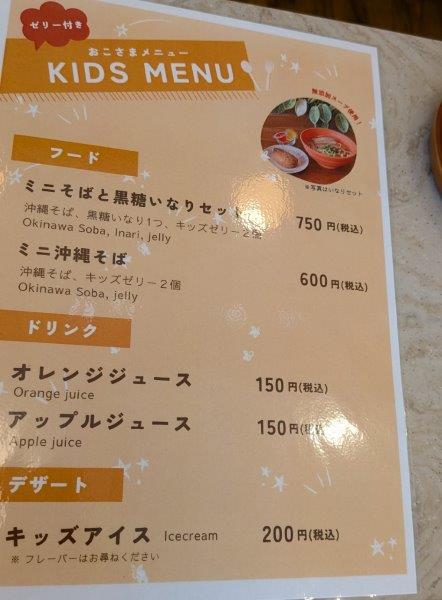 ゼリー付き
おこさまメニュー
KIDS MENU
無添加スープ使用!
※写真はいなりセット
フード
ミニそばと黒糖いなりセット
750円(税込)
沖縄そば、黒糖いなり1つ、キッズゼリー2個
Okinawa Soba, Inari, jelly
ミニ沖縄そば
600円(税込)
沖縄そば、キッズゼリー2個
Okinawa Soba, jelly
ドリンク
オレンジジュース
150円(税込)
Orange juice
アップルジュース
150円(税込)
Apple juice
デザート
キッズアイス Icecream 200円(税込)
※ フレーバーはお尋ねください